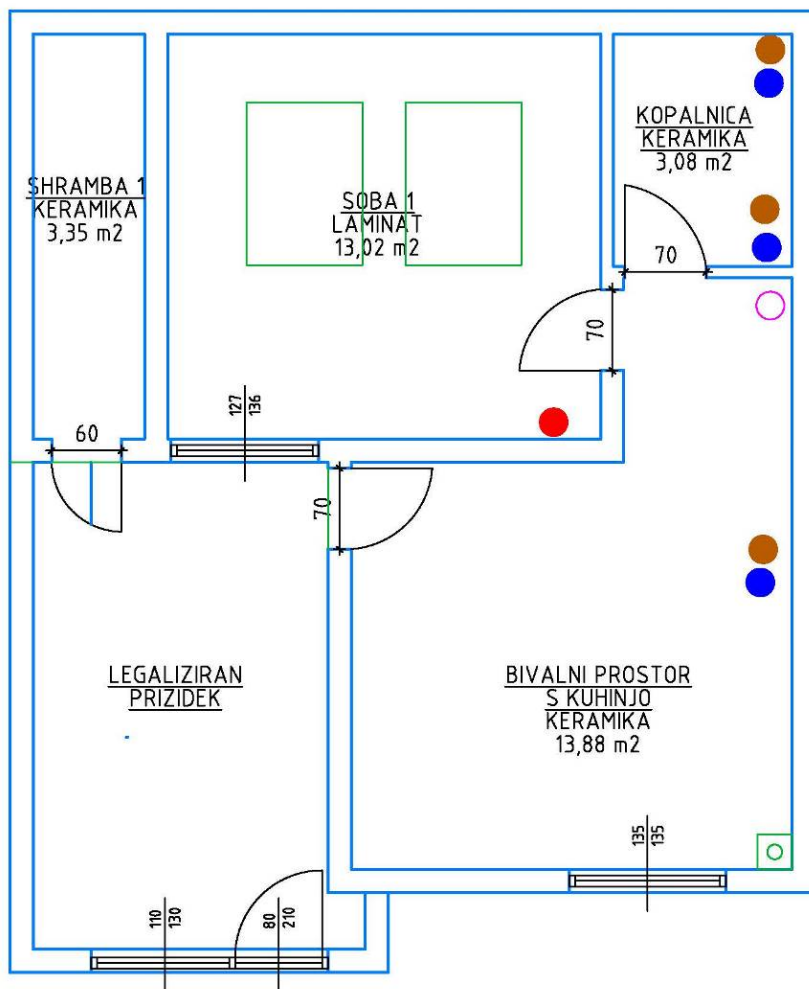 KOPALNICA
KERAMIKA
3,08 m2
SHRAMBA 1
KERAMIKA
3,35 m2
SOBA 1
LAMINAT
13,02 m2
70
70
127
136
60
70
LEGALIZIRAN
PRIZIDEK
BIVALNI PROSTOR
S KUHINJO
KERAMIKA
13,88 m2
135
135
110
130
80
210